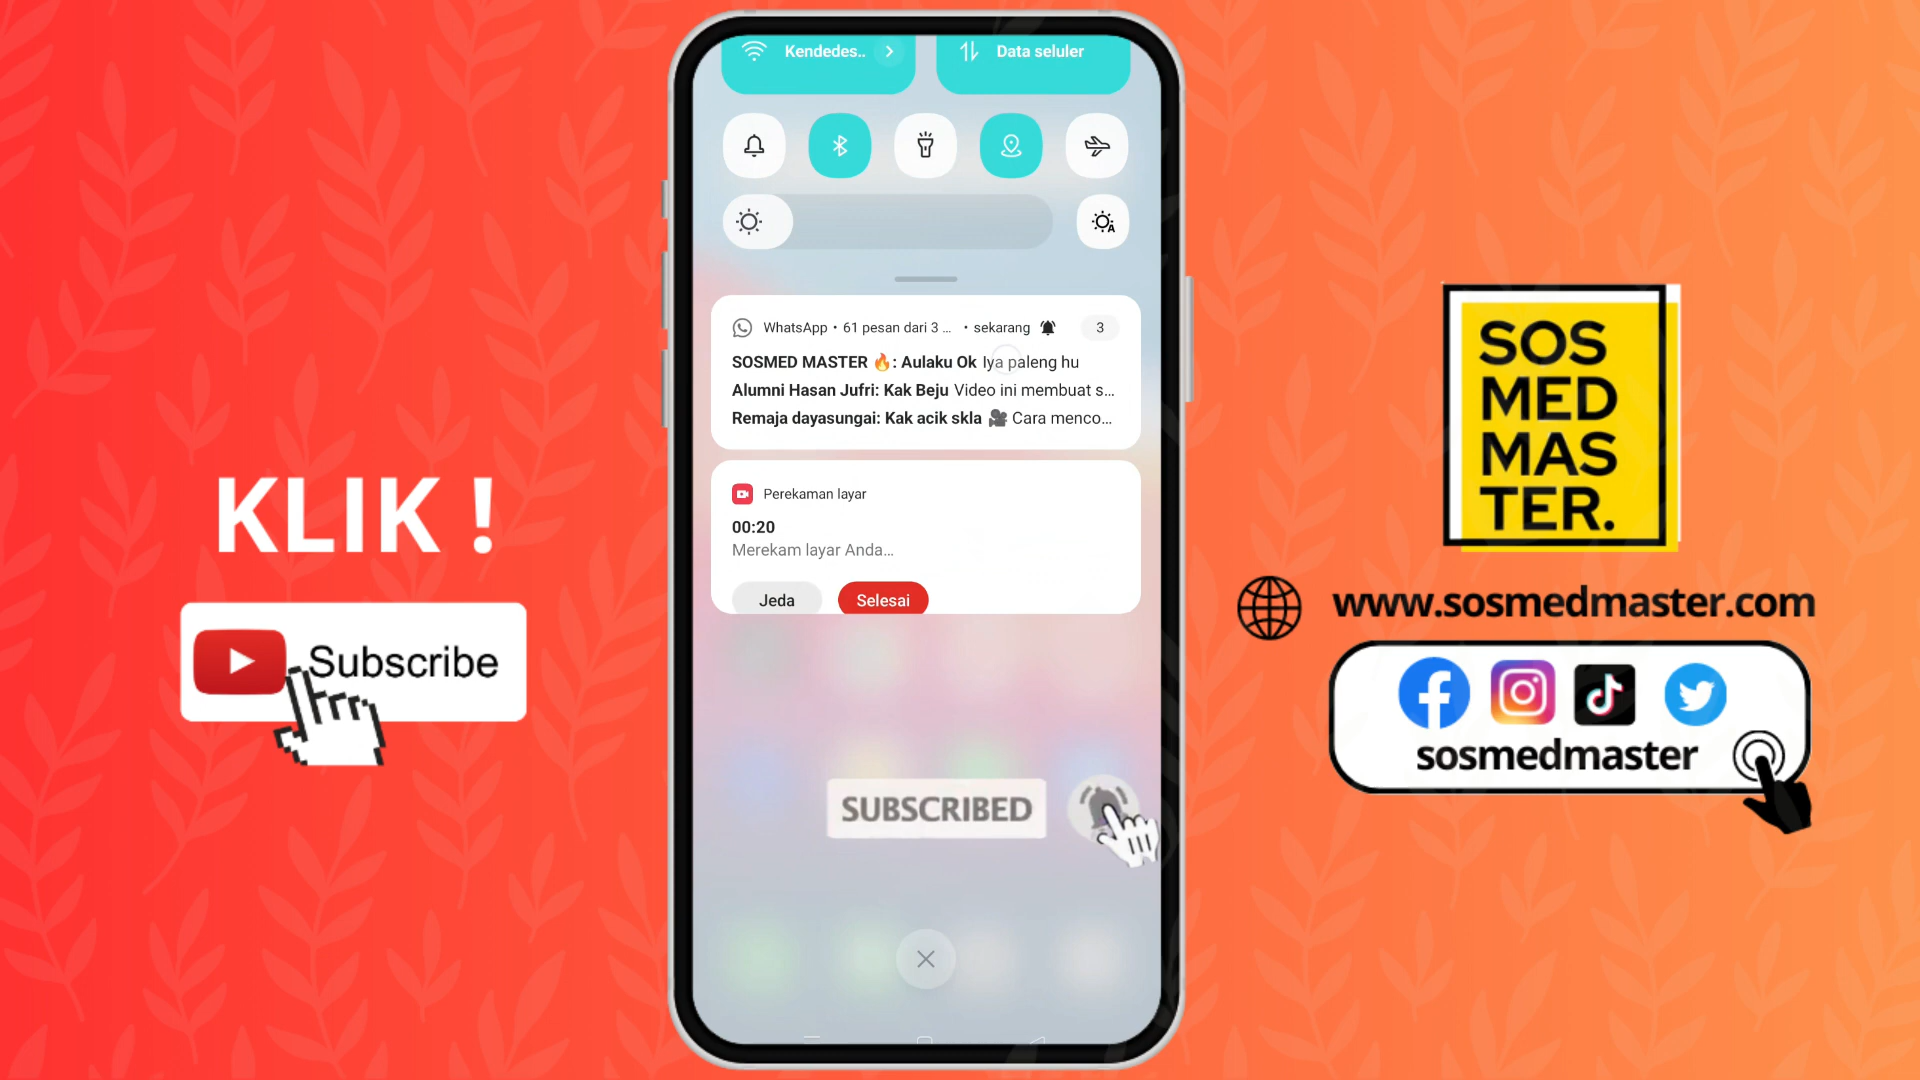 Kendedes..
Data seluler
WhatsApp • 61 pesan dari 3 ... • sekarang
3
SOSMED MASTER 🔥: Aulaku Ok Iya paleng hu
Alumni Hasan Jufri: Kak Beju Video ini membuat s...
Remaja dayasungai: Kak acik skla 🎥 Cara menco...
Perekaman layar
00:20
Merekam layar Anda...
Jeda
Selesai
SUBSCRIBED
KLIK !
Subscribe
SOS
MED
MAS
TER.
www.sosmedmaster.com
sosmedmaster